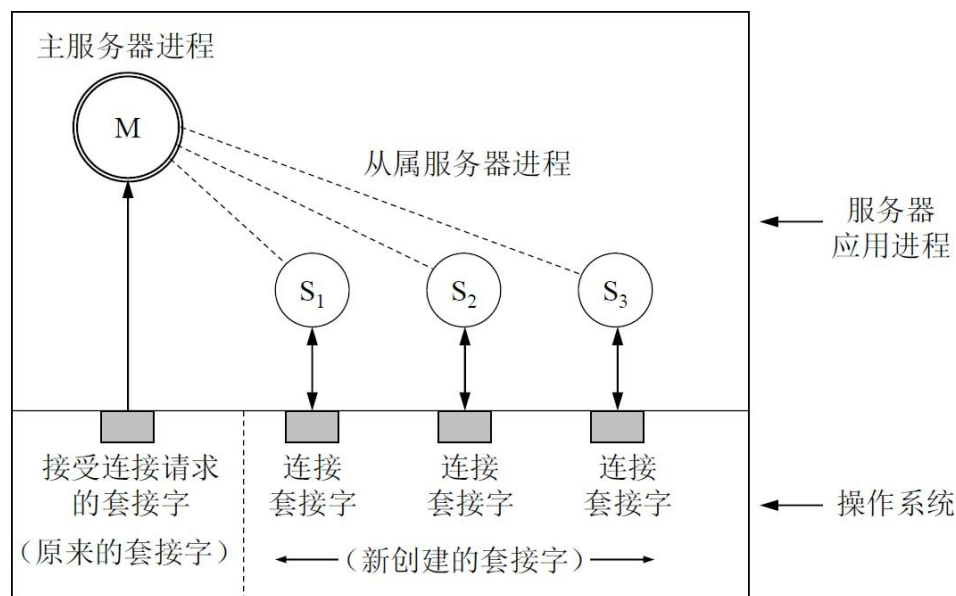 主服务器进程
M
从属服务器进程
服务器
应用进程
S1
S2
S3
接受连接请求
的套接字
(原来的套接字)
连接
套接字
连接
套接字
连接
套接字
(新创建的套接字)
操作系统